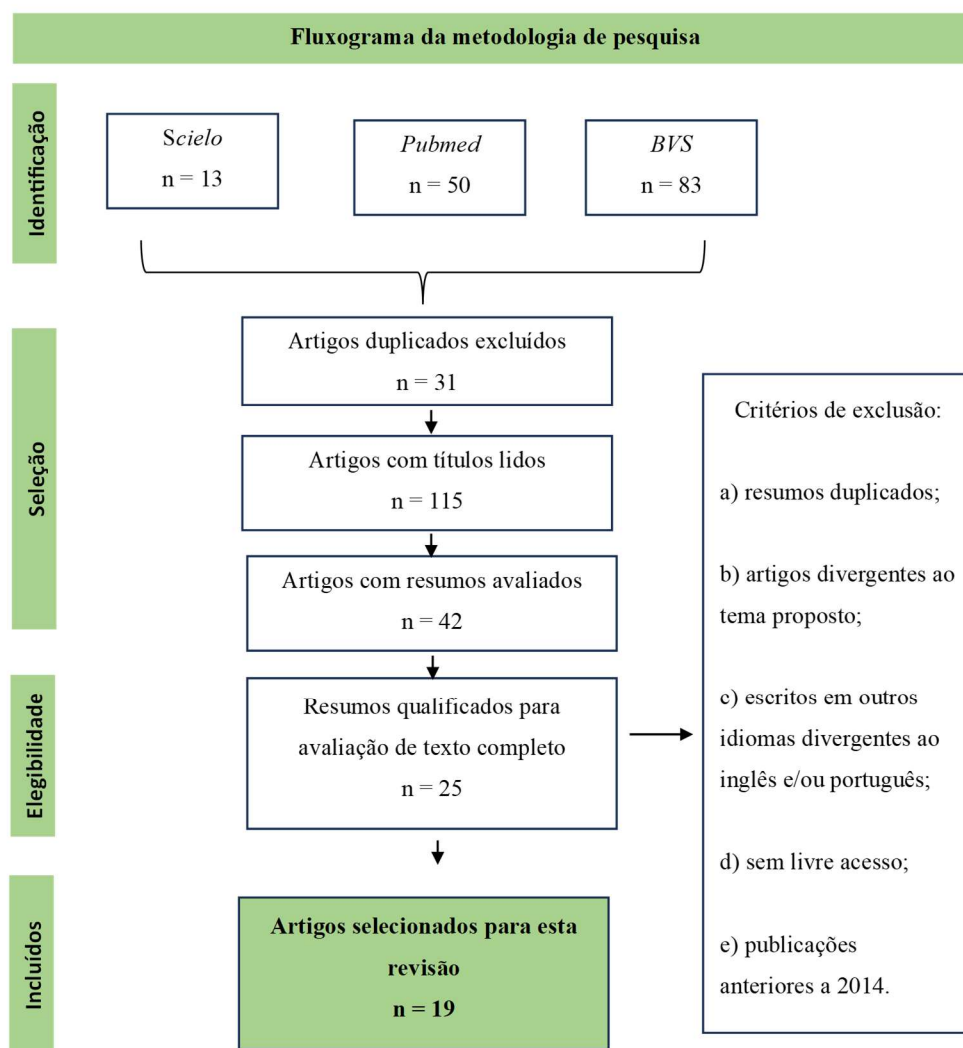 Fluxograma da metodologia de pesquisa
Identificação
Scielo
n = 13
Pubmed
n = 50
BVS
n = 83
Seleção
Artigos duplicados excluídos
n = 31
Artigos com títulos lidos
n = 115
Artigos com resumos avaliados
n = 42
Elegibilidade
Resumos qualificados para
avaliação de texto completo
n = 25
Critérios de exclusão:
a) resumos duplicados;
b) artigos divergentes ao
tema proposto;
c) escritos em outros
idiomas divergentes ao
inglês e/ou português;
d) sem livre acesso;
e) publicações
anteriores a 2014.
Incluídos
Artigos selecionados para esta
revisão
n = 19